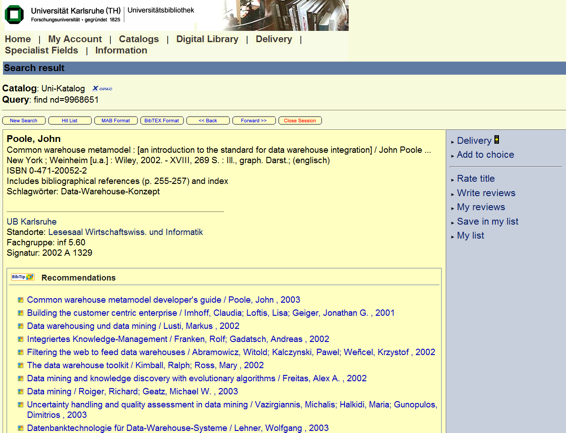 Universität Karlsruhe (TH)
Forschungsuniversität · gegründet 1825
Universitätsbibliothek
Home | My Account | Catalogs | Digital Library | Delivery |
Specialist Fields | Information
Search result
Catalog: Uni-Katalog
Query: find nd=9968651
New Search Hit List MAB Format BibTEX Format << Back Forward >> Close Session
Poole, John
Common warehouse metamodel : [an introduction to the standard for data warehouse integration] / John Poole ...
New York ; Weinheim [u.a.] : Wiley, 2002. - XVIII, 269 S. : Ill., graph. Darst.; (englisch)
ISBN 0-471-20052-2
Includes bibliographical references (p. 255-257) and index
Schlagwörter: Data-Warehouse-Konzept
UB Karlsruhe
Standorte: Lesesaal Wirtschaftswiss. und Informatik
Fachgruppe: inf 5.60
Signatur: 2002 A 1329
BibTip Recommendations
Common warehouse metamodel developer's guide / Poole, John , 2003
Building the customer centric enterprise / Imhoff, Claudia; Loftis, Lisa; Geiger, Jonathan G. , 2001
Data warehousing und data mining / Lusti, Markus , 2002
Integriertes Knowledge-Management / Franken, Rolf; Gadatsch, Andreas , 2002
Filtering the web to feed data warehouses / Abramowicz, Witold; Kalczynski, Pawel; Weñcel, Krzystof , 2002
The data warehouse toolkit / Kimball, Ralph; Ross, Mary , 2002
Data mining and knowledge discovery with evolutionary algorithms / Freitas, Alex A. , 2002
Data mining / Roiger, Richard; Geatz, Michael W. , 2003
Uncertainty handling and quality assessment in data mining / Vazirgiannis, Michalis; Halkidi, Maria; Gunopulos,
Dimitrios , 2003
Datenbanktechnologie für Data-Warehouse-Systeme / Lehner, Wolfgang , 2003
Delivery
Add to choice
Rate title
Write reviews
My reviews
Save in my list
My list